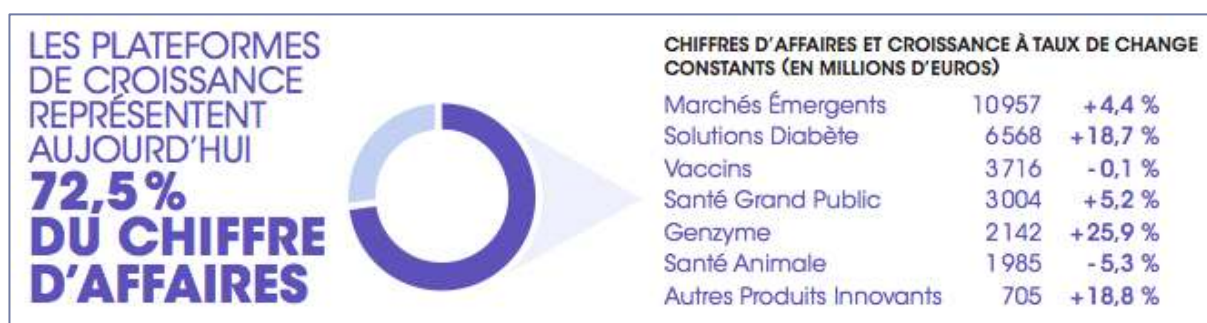 LES PLATEFORMES
DE CROISSANCE
REPRÉSENTENT
AUJOURD'HUI
72,5%
DU CHIFFRE
D'AFFAIRES
CHIFFRES D'AFFAIRES ET CROISSANCE À TAUX DE CHANGE
CONSTANTS (EN MILLIONS D'EUROS)
Marchés Émergents 10957 +4,4 %
Solutions Diabète 6568 +18,7 %
Vaccins 3716 - 0,1 %
Santé Grand Public 3004 +5,2 %
Genzyme 2142 +25,9 %
Santé Animale 1985 - 5,3 %
Autres Produits Innovants 705 +18,8 %